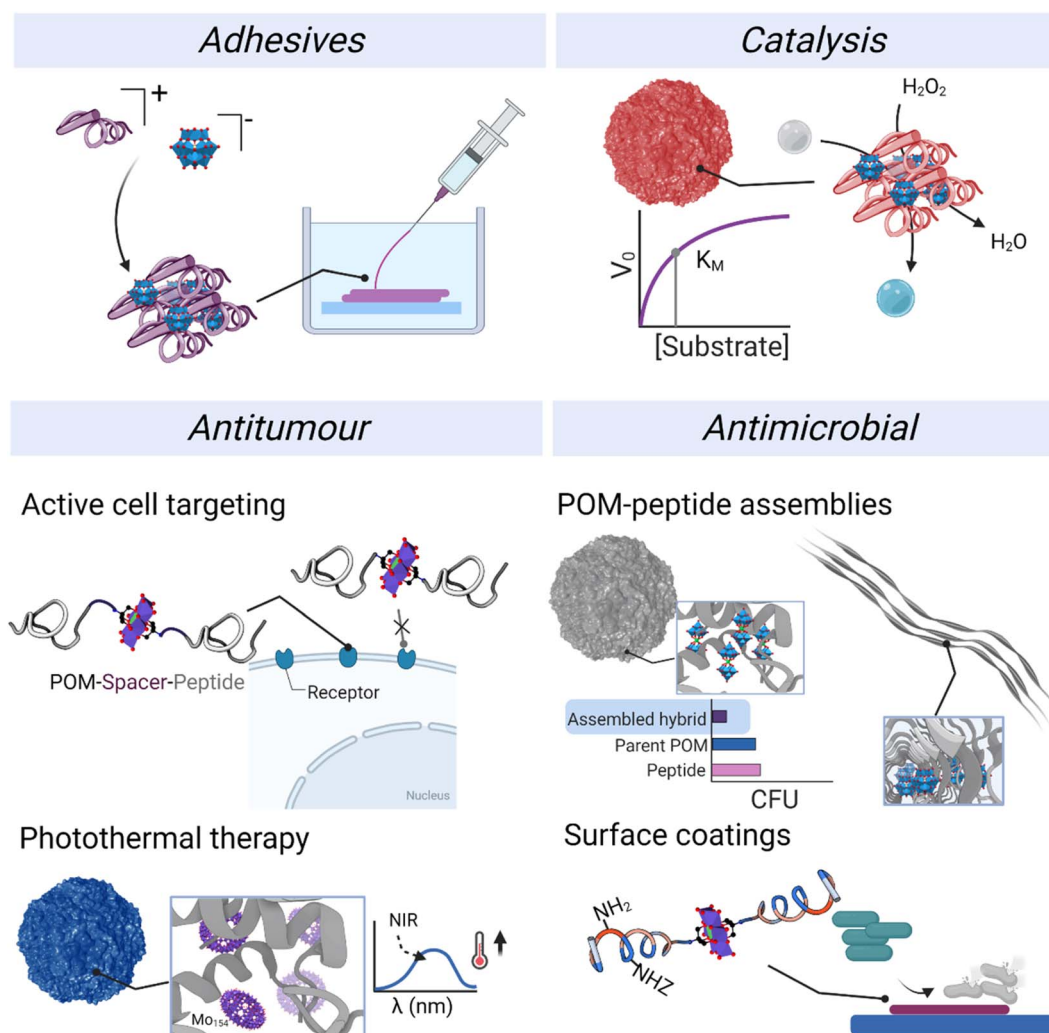 Adhesives
+
-
Catalysis
H₂O₂
H₂O
V₀
K_M
[Substrate]
Antitumour
Active cell targeting
POM-Spacer-Peptide
Receptor
Nucleus
Photothermal therapy
Mo₁₅₄
NIR
λ (nm)
Antimicrobial
POM-peptide assemblies
Assembled hybrid
Parent POM
Peptide
CFU
Surface coatings
NH₂
NHZ